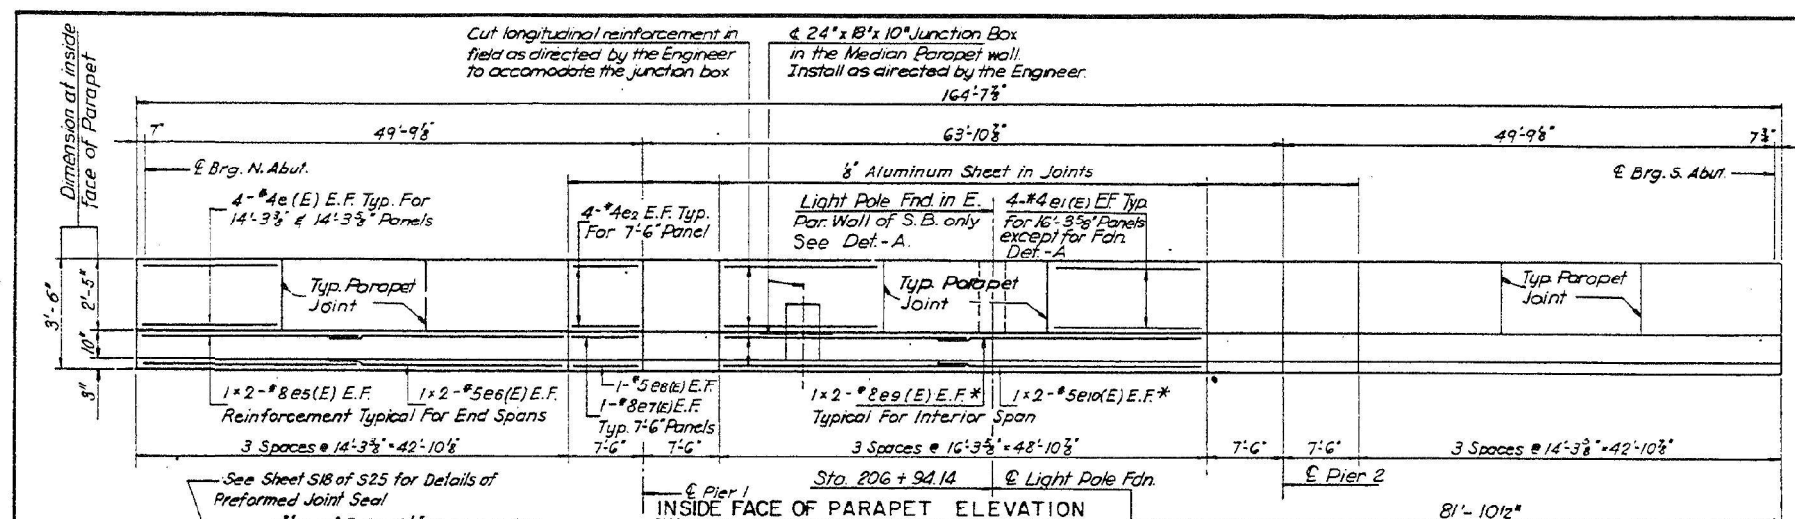 Cut longitudinal reinforcement in
field as directed by the Engineer
to accomodate the junction box
℄ 24" x 18" x 10" Junction Box
in the Median Parapet wall.
Install as directed by the Engineer.
Dimension at inside
face of Parapet
164'-7⅞"
7"
49'-9⅛"
63'-10⅞"
49'-9⅛"
7¾"
℄ Brg. N. Abut.
⅛" Aluminum Sheet in Joints
℄ Brg. S. Abut.
4-#4e(E) E.F. Typ. For
14'-3⅜" & 14'-3⅝" Panels
4-#4e2 E.F. Typ.
For 7'-6" Panel
Light Pole Fnd. in E.
Par. Wall of S.B. only
See Det.-A.
4-#4e1(E) EF Typ.
for 16'-3⅝" Panels
except for Fdn.
Det.-A
3'-6"
2'-5"
10"
3"
Typ. Parapet
Joint
Typ. Parapet
Joint
Typ. Parapet
Joint
1x2-#8e5(E) E.F.
1x2-#5e6(E) E.F.
Reinforcement Typical For End Spans
1-#5e8(E) E.F.
1-#8e7(E) E.F.
Typ. 7'-6" Panels
1x2-#8e9(E) E.F.*
1x2-#5e10(E) E.F.*
Typical For Interior Span
3 Spaces @ 14'-3⅜" = 42'-10⅛"
7'-6"
7'-6"
3 Spaces @ 16'-3⅝" = 48'-10⅞"
7'-6"
7'-6"
3 Spaces @ 14'-3⅝" = 42'-10⅞"
See Sheet S18 of S25 for Details of
Preformed Joint Seal
℄ Pier 1
Sta. 206 + 94.14
℄ Light Pole Fdn.
℄ Pier 2
INSIDE FACE OF PARAPET ELEVATION
81'-10½"